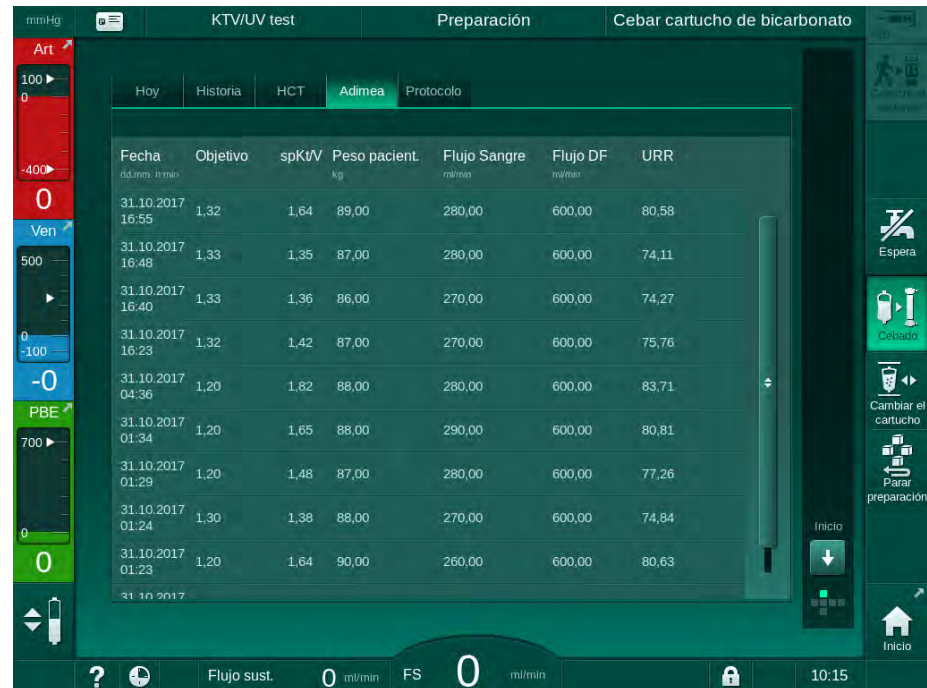 mmHg
KTV/UV test
Preparación
Cebar cartucho de bicarbonato
Art
100
0
-400
0
Ven
500
0
-100
-0
PBE
700
0
0
Hoy Historia HCT Adimea Protocolo
Fecha Objetivo spKt/V Peso pacient. Flujo Sangre Flujo DF URR
dd.mm. h:min kg ml/min ml/min
31.10.2017
16:55
1,32 1,64 89,00 280,00 600,00 80,58
31.10.2017
16:48
1,33 1,35 87,00 280,00 600,00 74,11
31.10.2017
16:40
1,33 1,36 86,00 270,00 600,00 74,27
31.10.2017
16:23
1,32 1,42 87,00 270,00 600,00 75,76
31.10.2017
04:36
1,20 1,82 88,00 280,00 600,00 83,71
31.10.2017
01:34
1,20 1,65 88,00 290,00 600,00 80,81
31.10.2017
01:29
1,20 1,48 87,00 280,00 600,00 77,26
31.10.2017
01:24
1,30 1,38 88,00 270,00 600,00 74,84
31.10.2017
01:23
1,20 1,64 90,00 260,00 600,00 80,63
31.10.2017
Inicio
Espera
Cebado
Cambiar el
cartucho
Parar
preparación
Inicio
? Flujo sust. 0 ml/min FS 0 ml/min 10:15